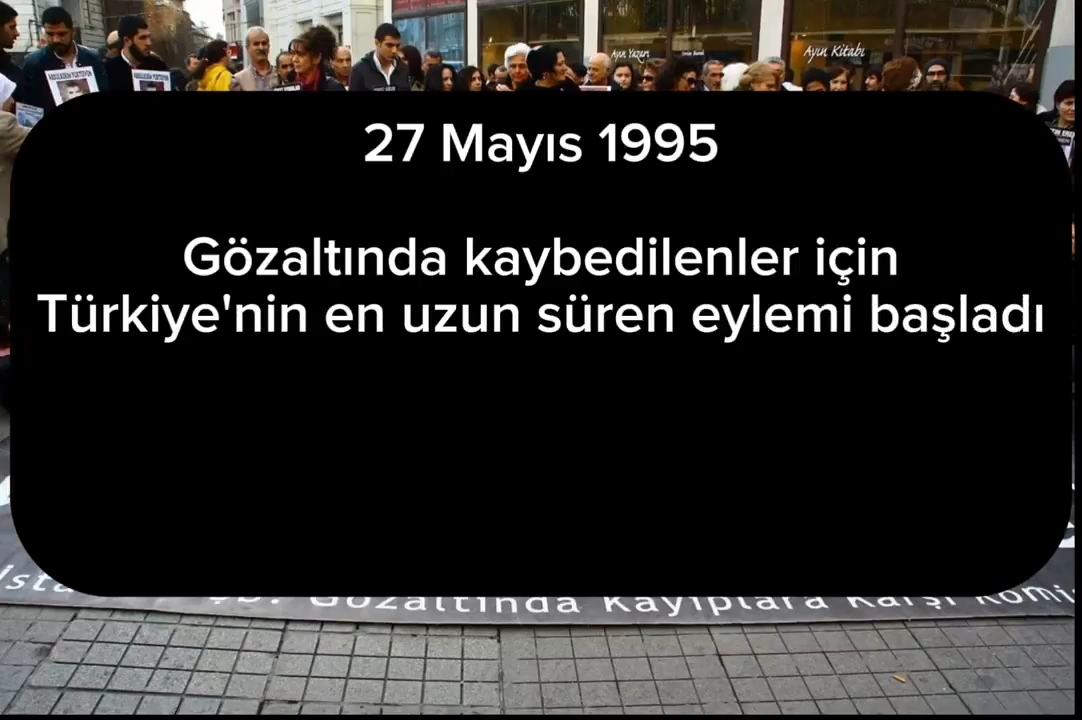 Ayın Yazarı
Ayın Kitabı
27 Mayıs 1995
Gözaltında kaybedilenler için
Türkiye'nin en uzun süren eylemi başladı
Gözaltında Kayıplara Karşı Komi